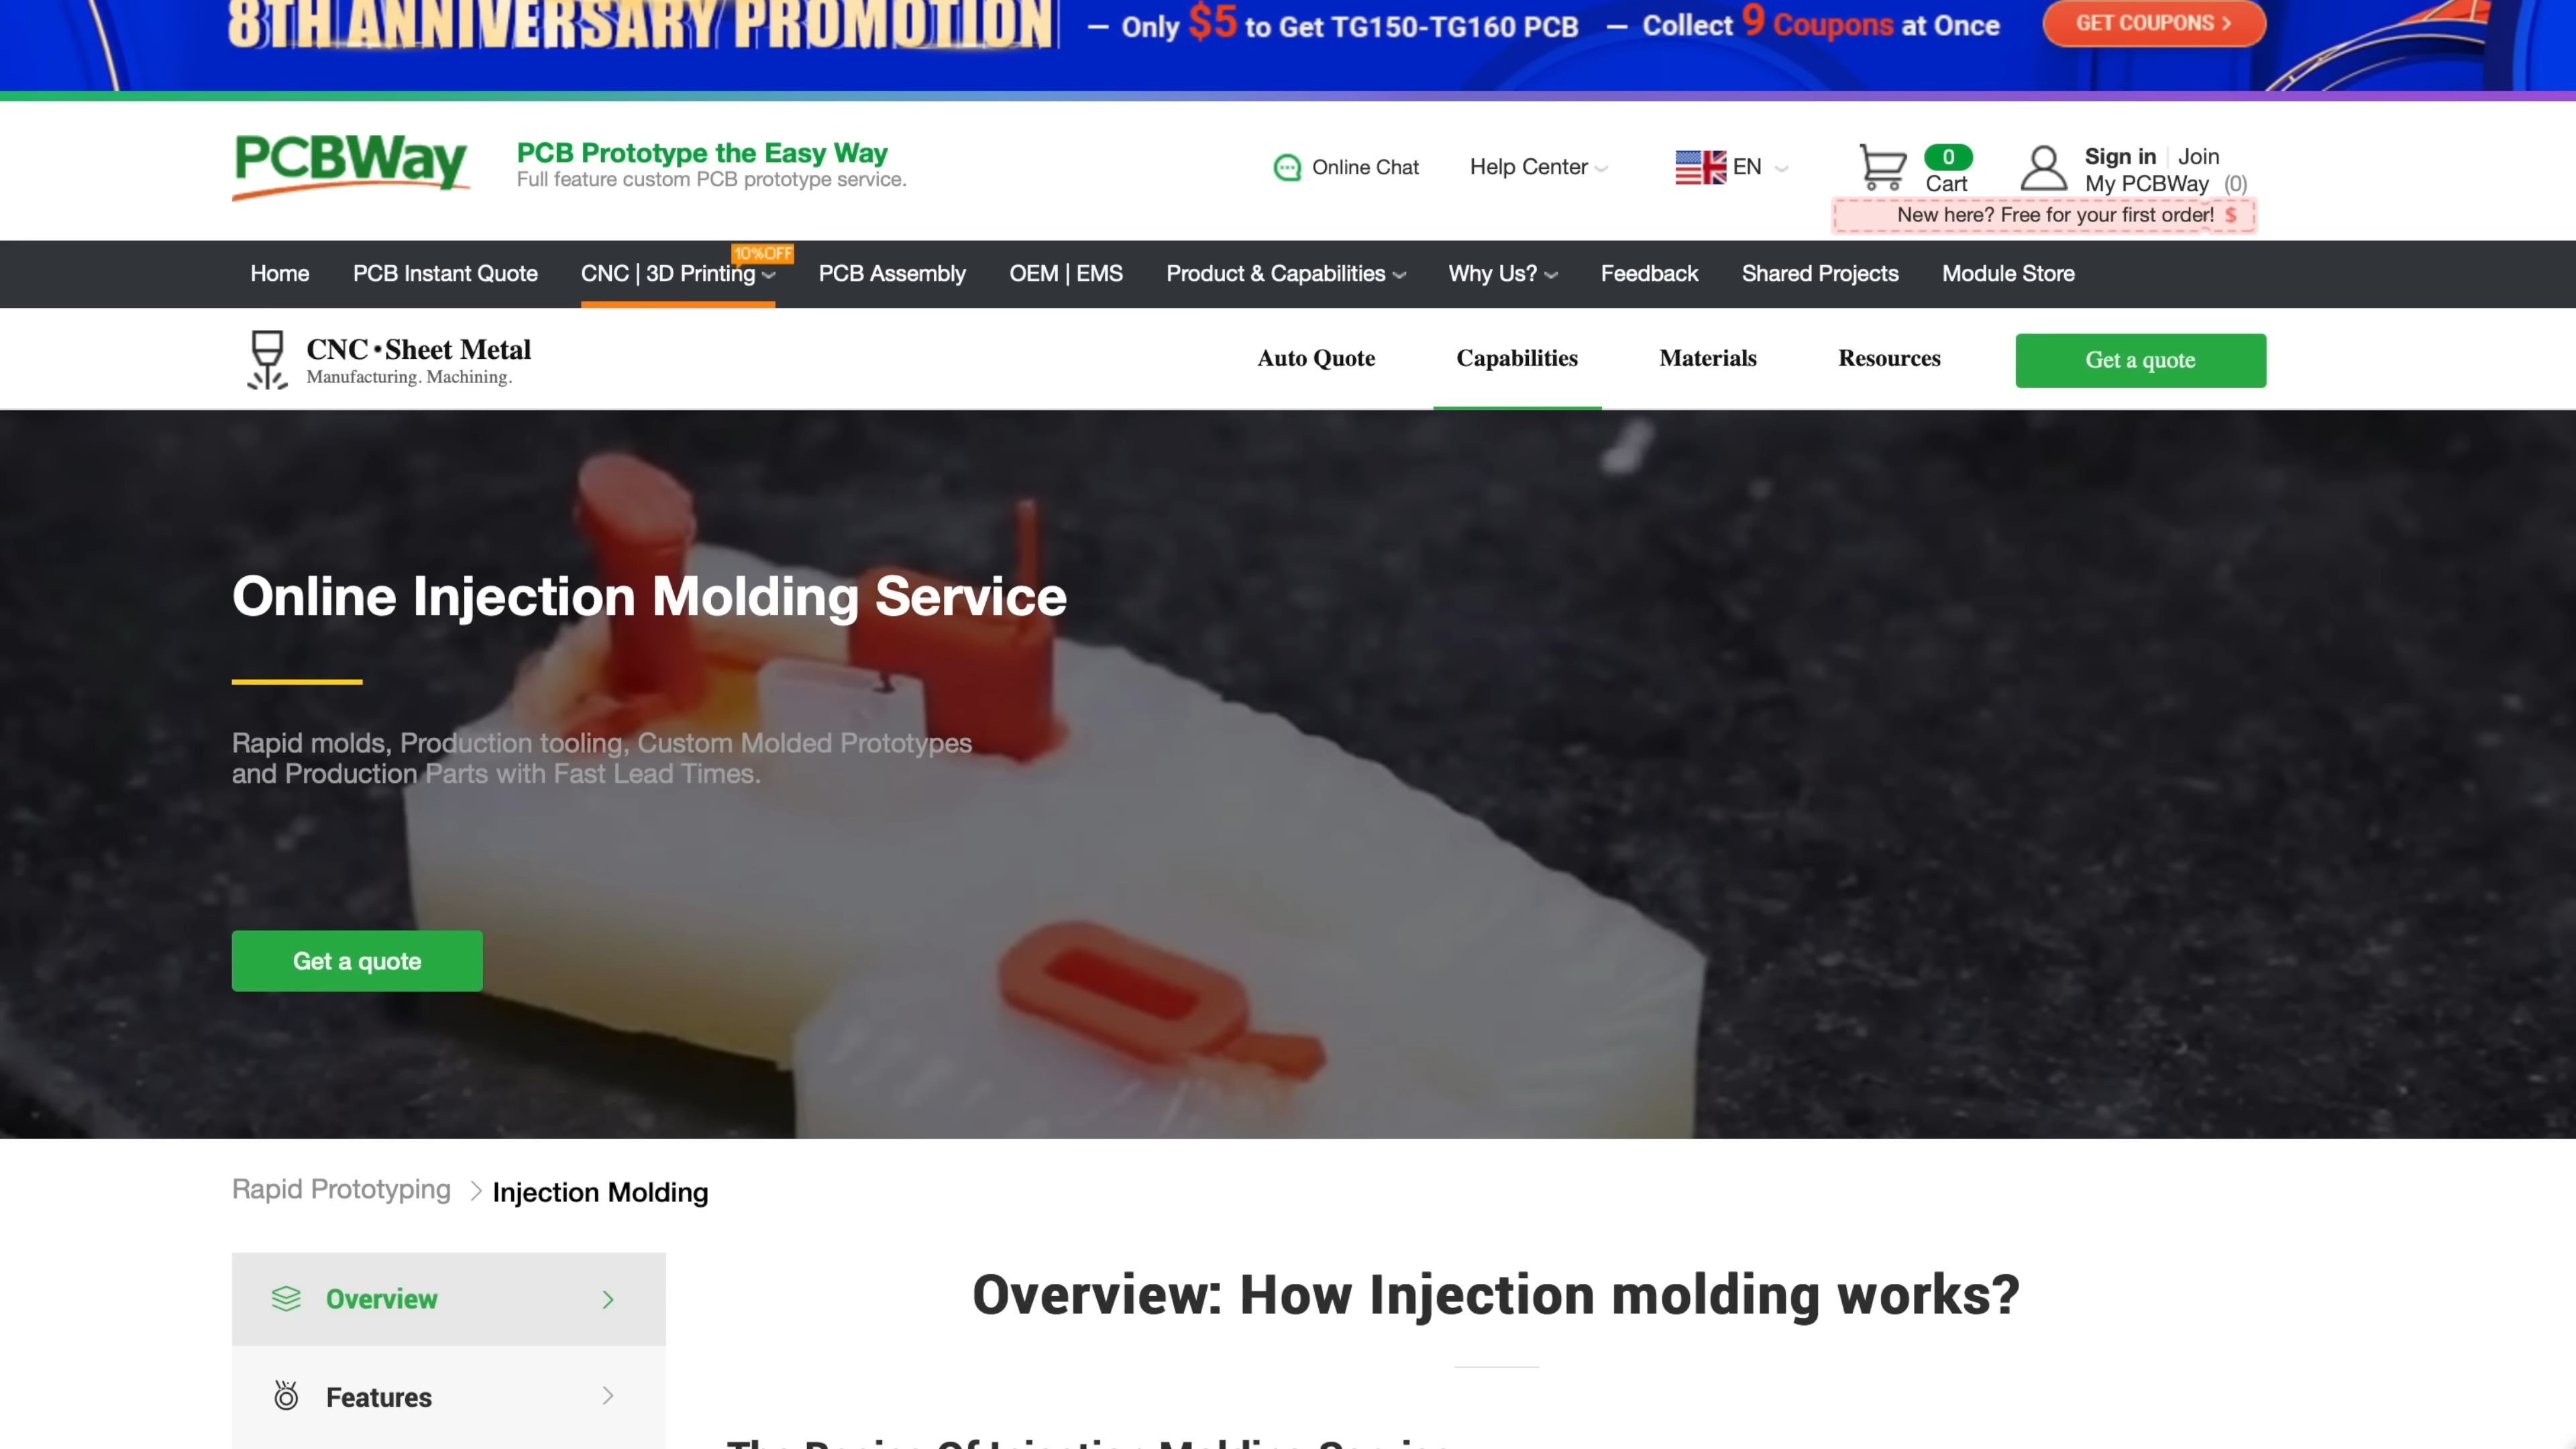 8TH ANNIVERSARY PROMOTION
— Only $5 to Get TG150-TG160 PCB — Collect 9 Coupons at Once
GET COUPONS >
PCBWay
PCB Prototype the Easy Way
Full feature custom PCB prototype service.
Online Chat
Help Center
EN
0
Cart
Sign in | Join
My PCBWay (0)
New here? Free for your first order! $
10%OFF
Home PCB Instant Quote CNC | 3D Printing PCB Assembly OEM | EMS Product & Capabilities Why Us? Feedback Shared Projects Module Store
CNC • Sheet Metal
Manufacturing. Machining.
Auto Quote Capabilities Materials Resources Get a quote
Online Injection Molding Service
Rapid molds, Production tooling, Custom Molded Prototypes
and Production Parts with Fast Lead Times.
Get a quote
Rapid Prototyping > Injection Molding
Overview
Features
Overview: How Injection molding works?